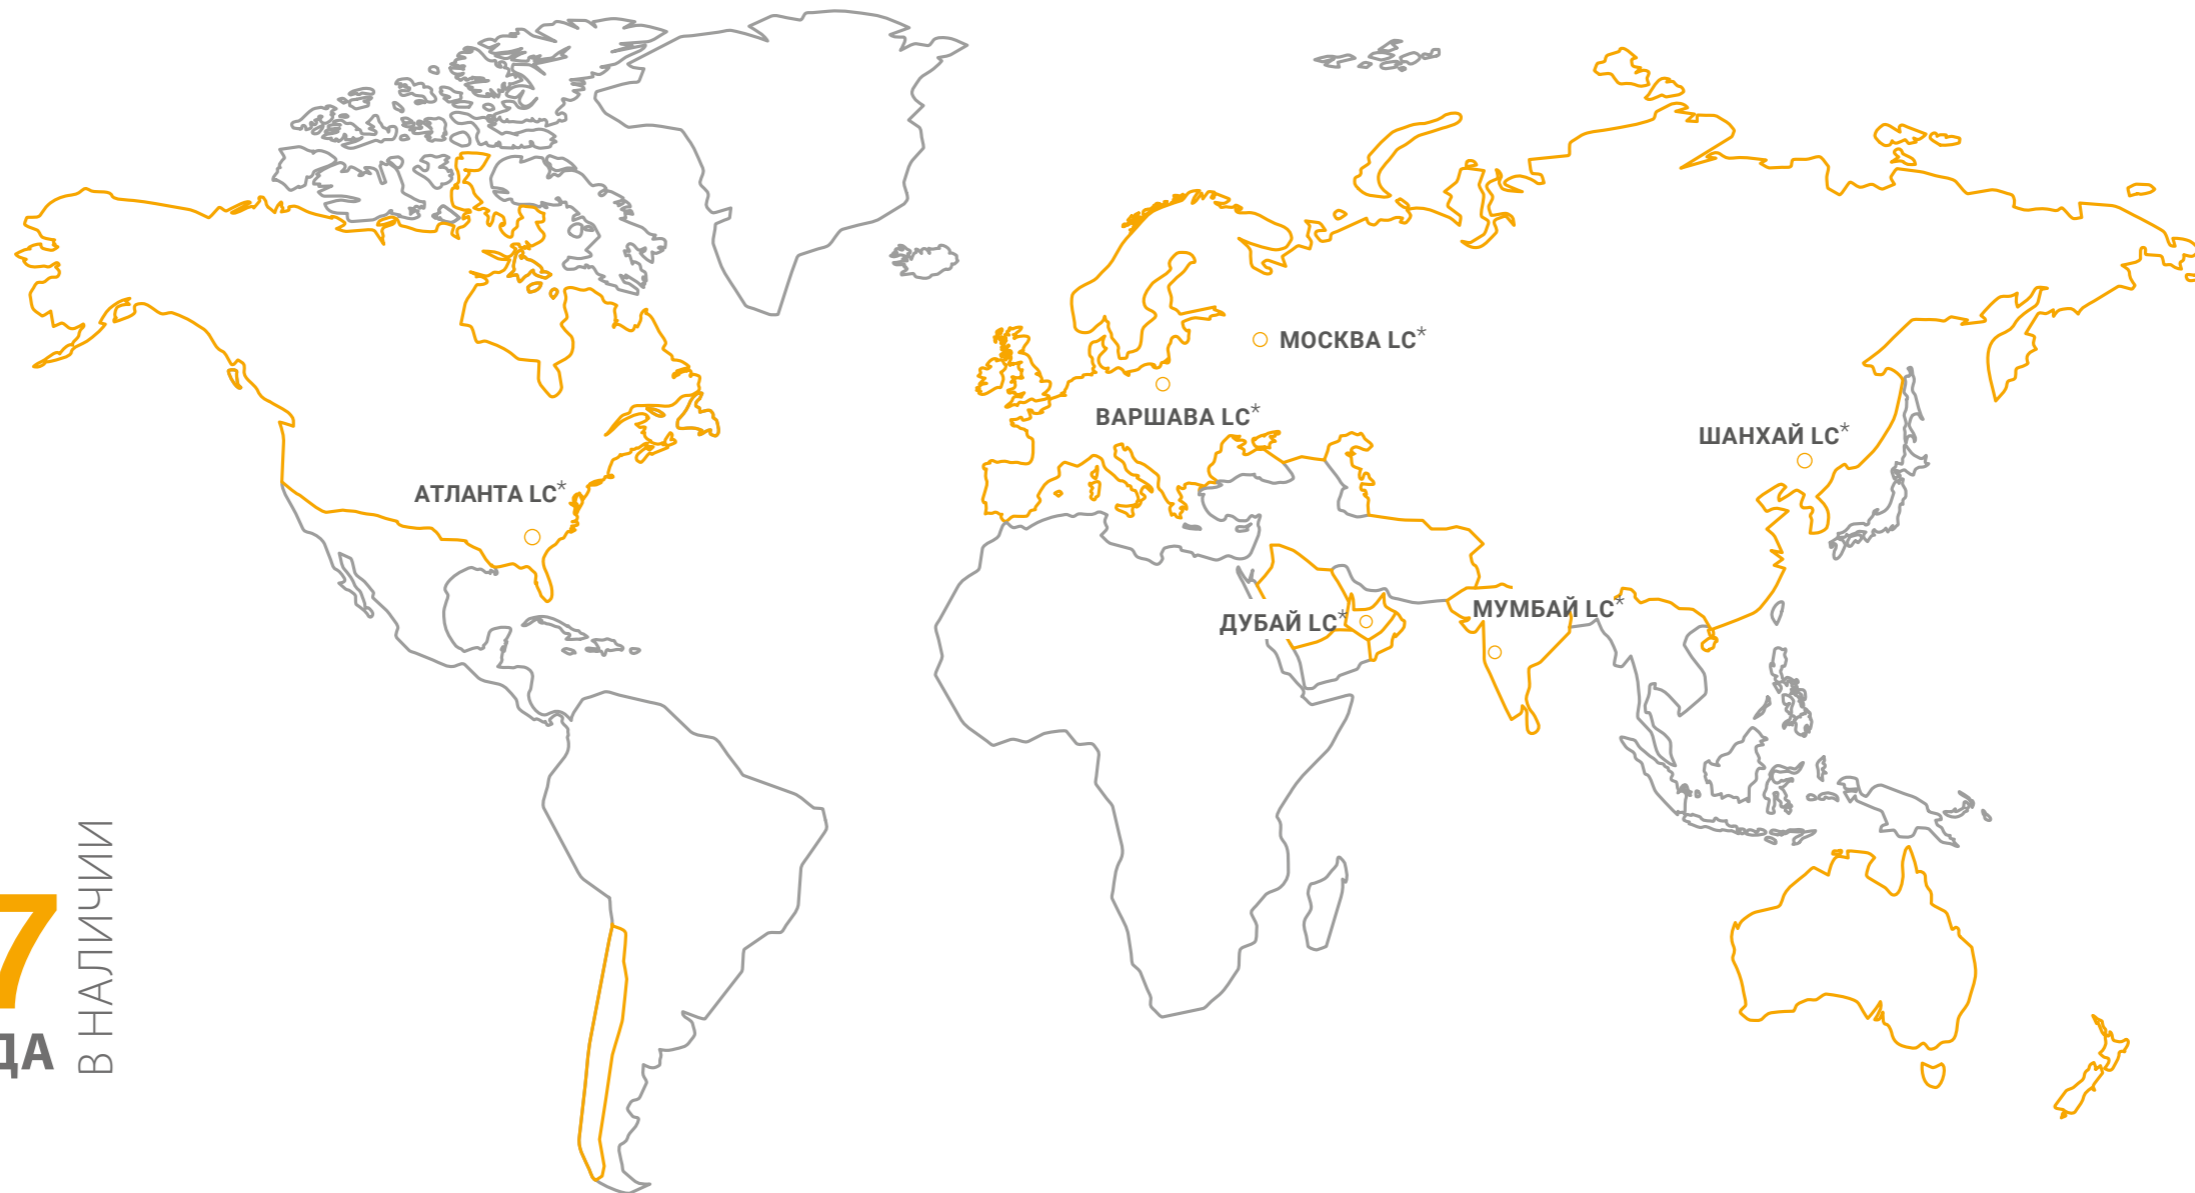 МОСКВА LC*
ВАРШАВА LC*
ШАНХАЙ LC*
АТЛАНТА LC*
ДУБАЙ LC*
МУМБАЙ LC*
7
ДА
В НАЛИЧИИ